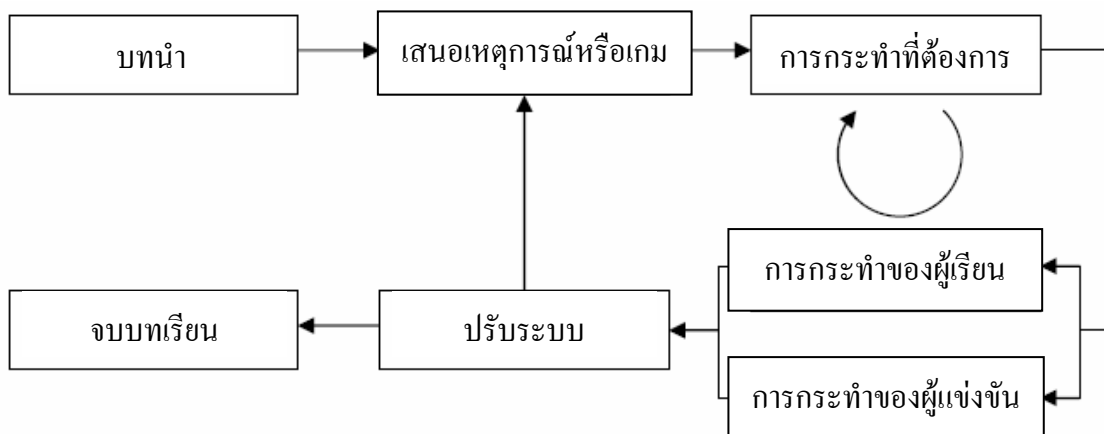 บทนำ
เสนอเหตุการณ์หรือเกม
การกระทำที่ต้องการ
การกระทำของผู้เรียน
จบบทเรียน
ปรับระบบ
การกระทำของผู้แข่งขัน